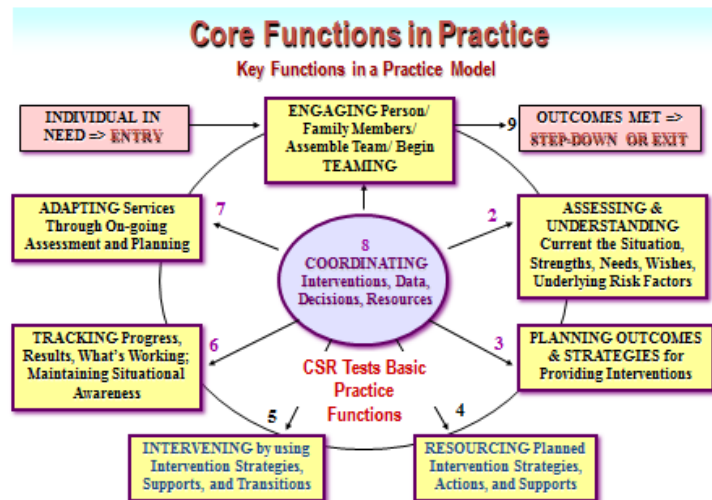 Core Functions in Practice
Key Functions in a Practice Model
INDIVIDUAL IN
NEED => ENTRY
ENGAGING Person/
Family Members/
Assemble Team/ Begin
TEAMING
9
OUTCOMES MET =>
STEP-DOWN OR EXIT
ADAPTING Services
Through On-going
Assessment and Planning
7
2
ASSESSING &
UNDERSTANDING
Current the Situation,
Strengths, Needs, Wishes,
Underlying Risk Factors
8
COORDINATING
Interventions, Data,
Decisions, Resources
TRACKING Progress,
Results, What's Working;
Maintaining Situational
Awareness
6
3
PLANNING OUTCOMES
& STRATEGIES for
Providing Interventions
CSR Tests Basic
Practice
Functions
5
4
INTERVENING by using
Intervention Strategies,
Supports, and Transitions
RESOURCING Planned
Intervention Strategies,
Actions, and Supports